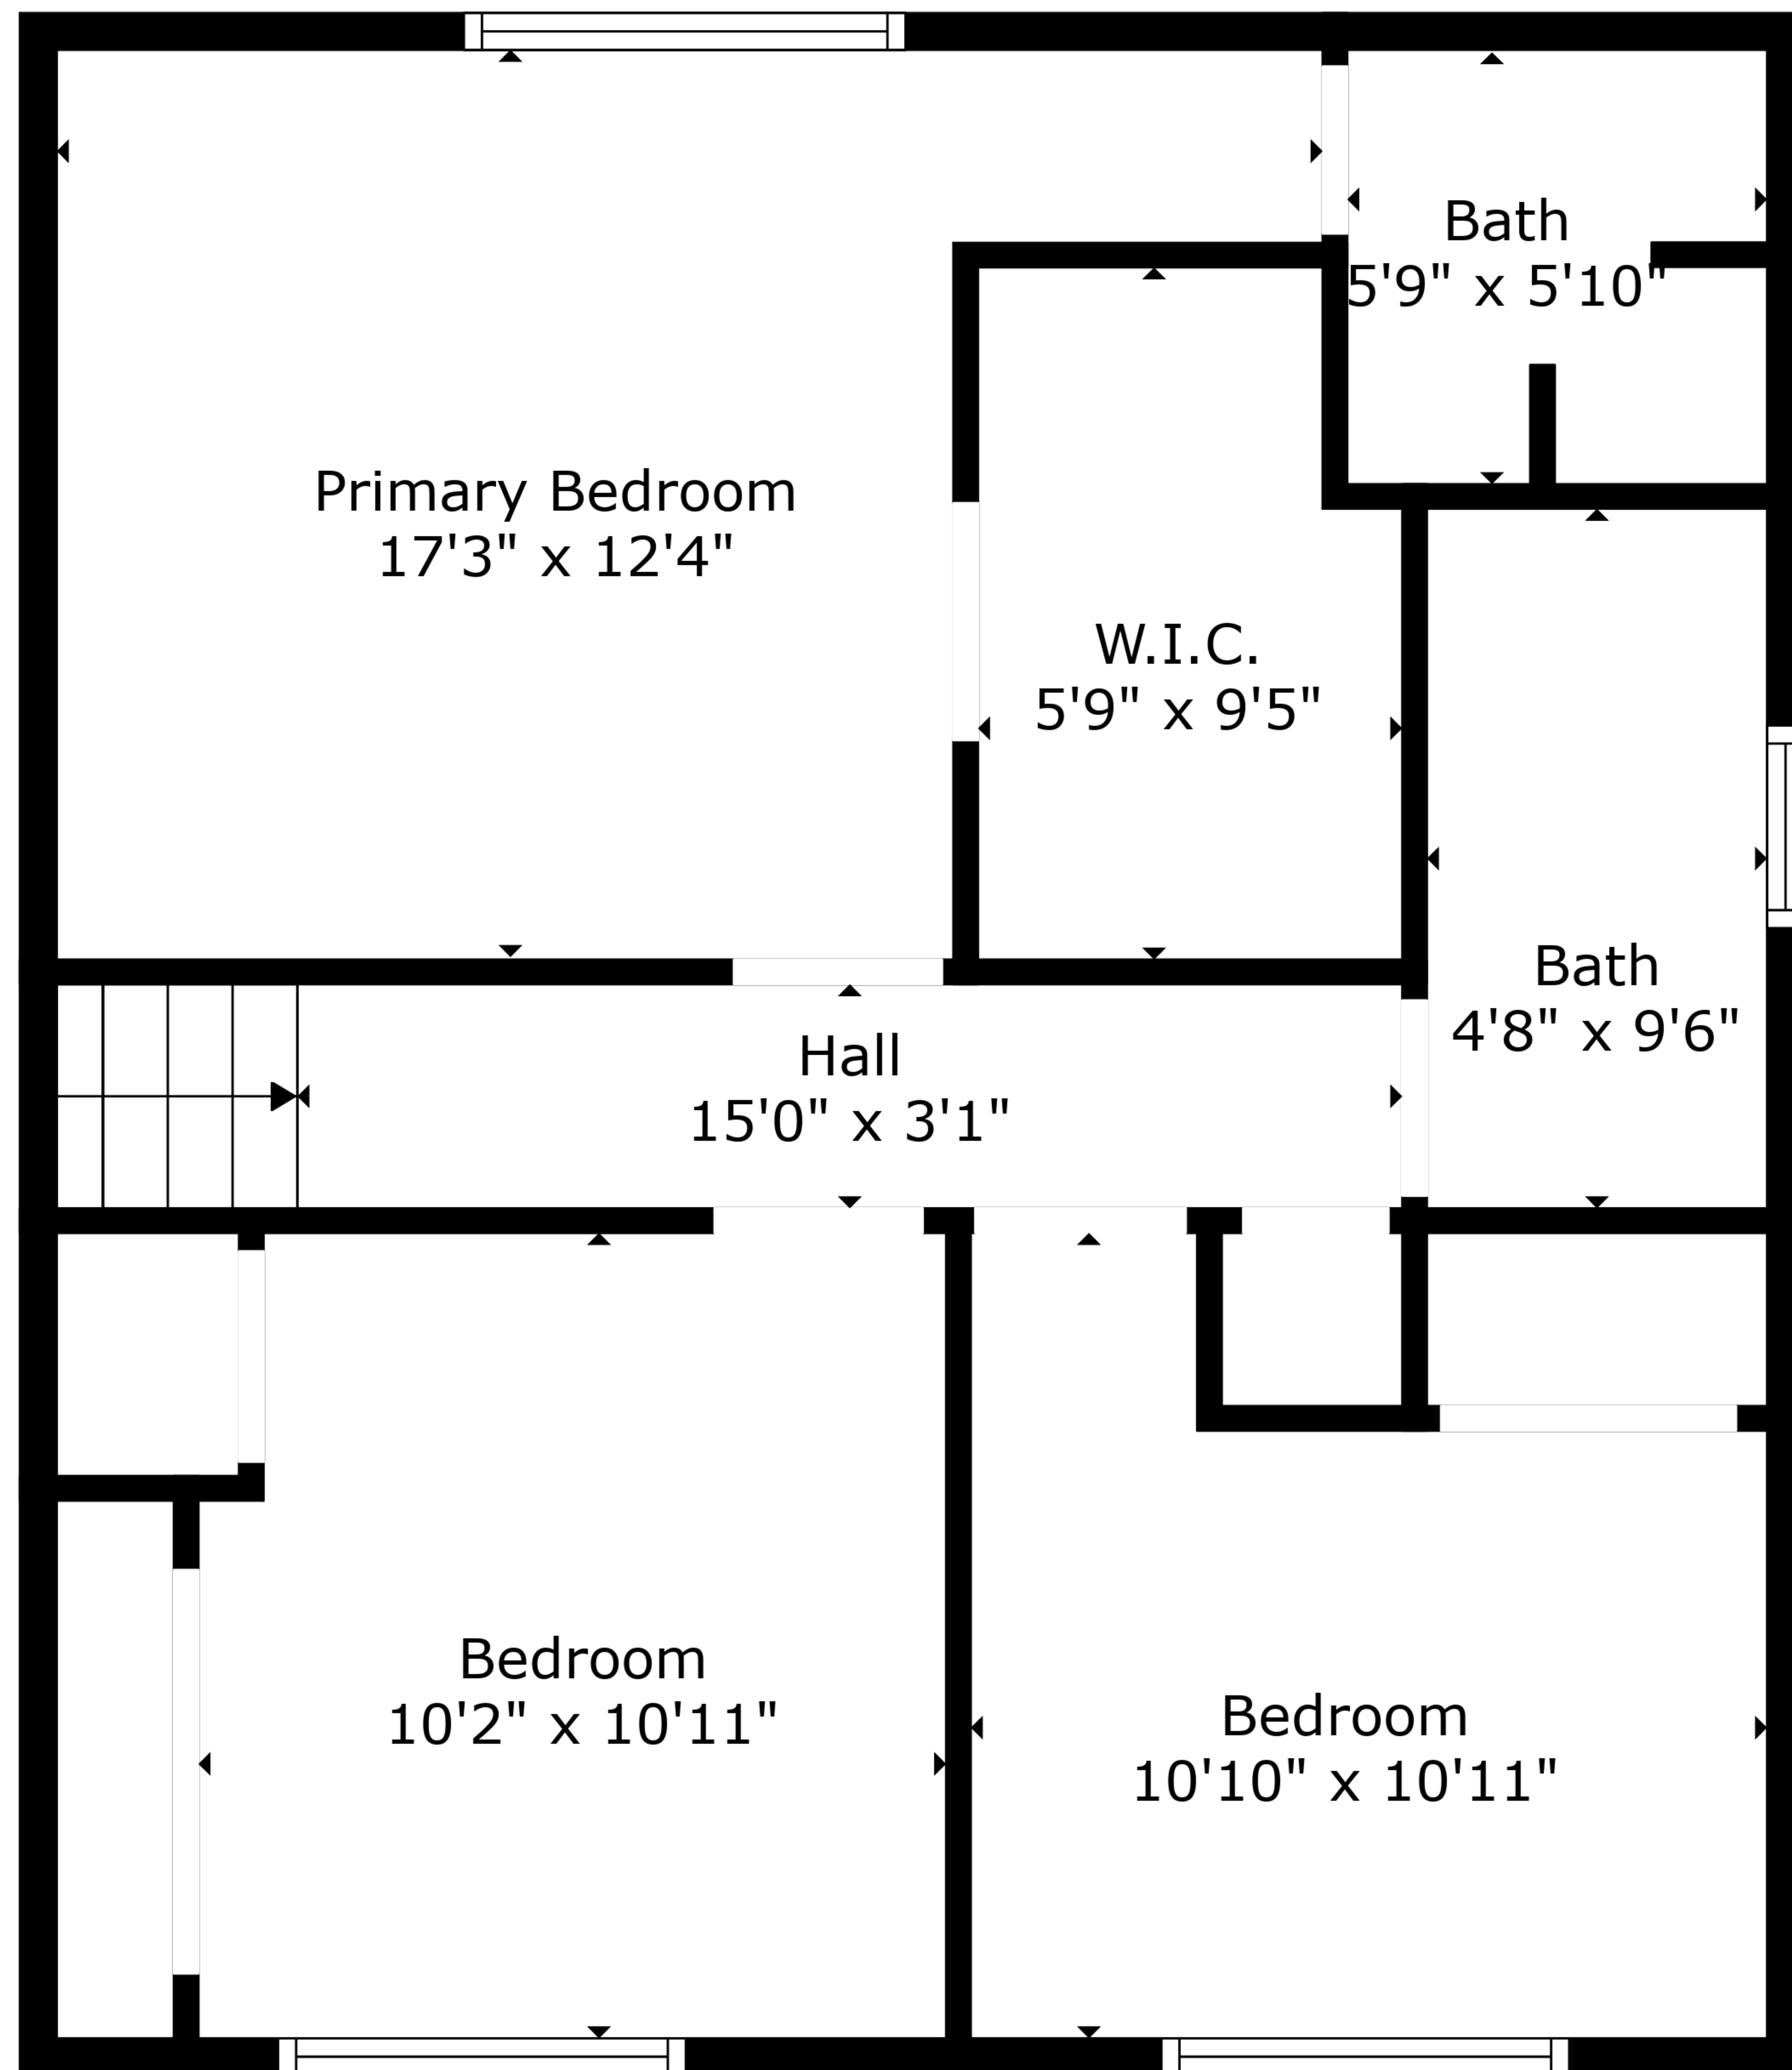 Bath
5'9" x 5'10"
Primary Bedroom
17'3" x 12'4"
W.I.C.
5'9" x 9'5"
Bath
4'8" x 9'6"
Hall
15'0" x 3'1"
Bedroom
10'2" x 10'11"
Bedroom
10'10" x 10'11"